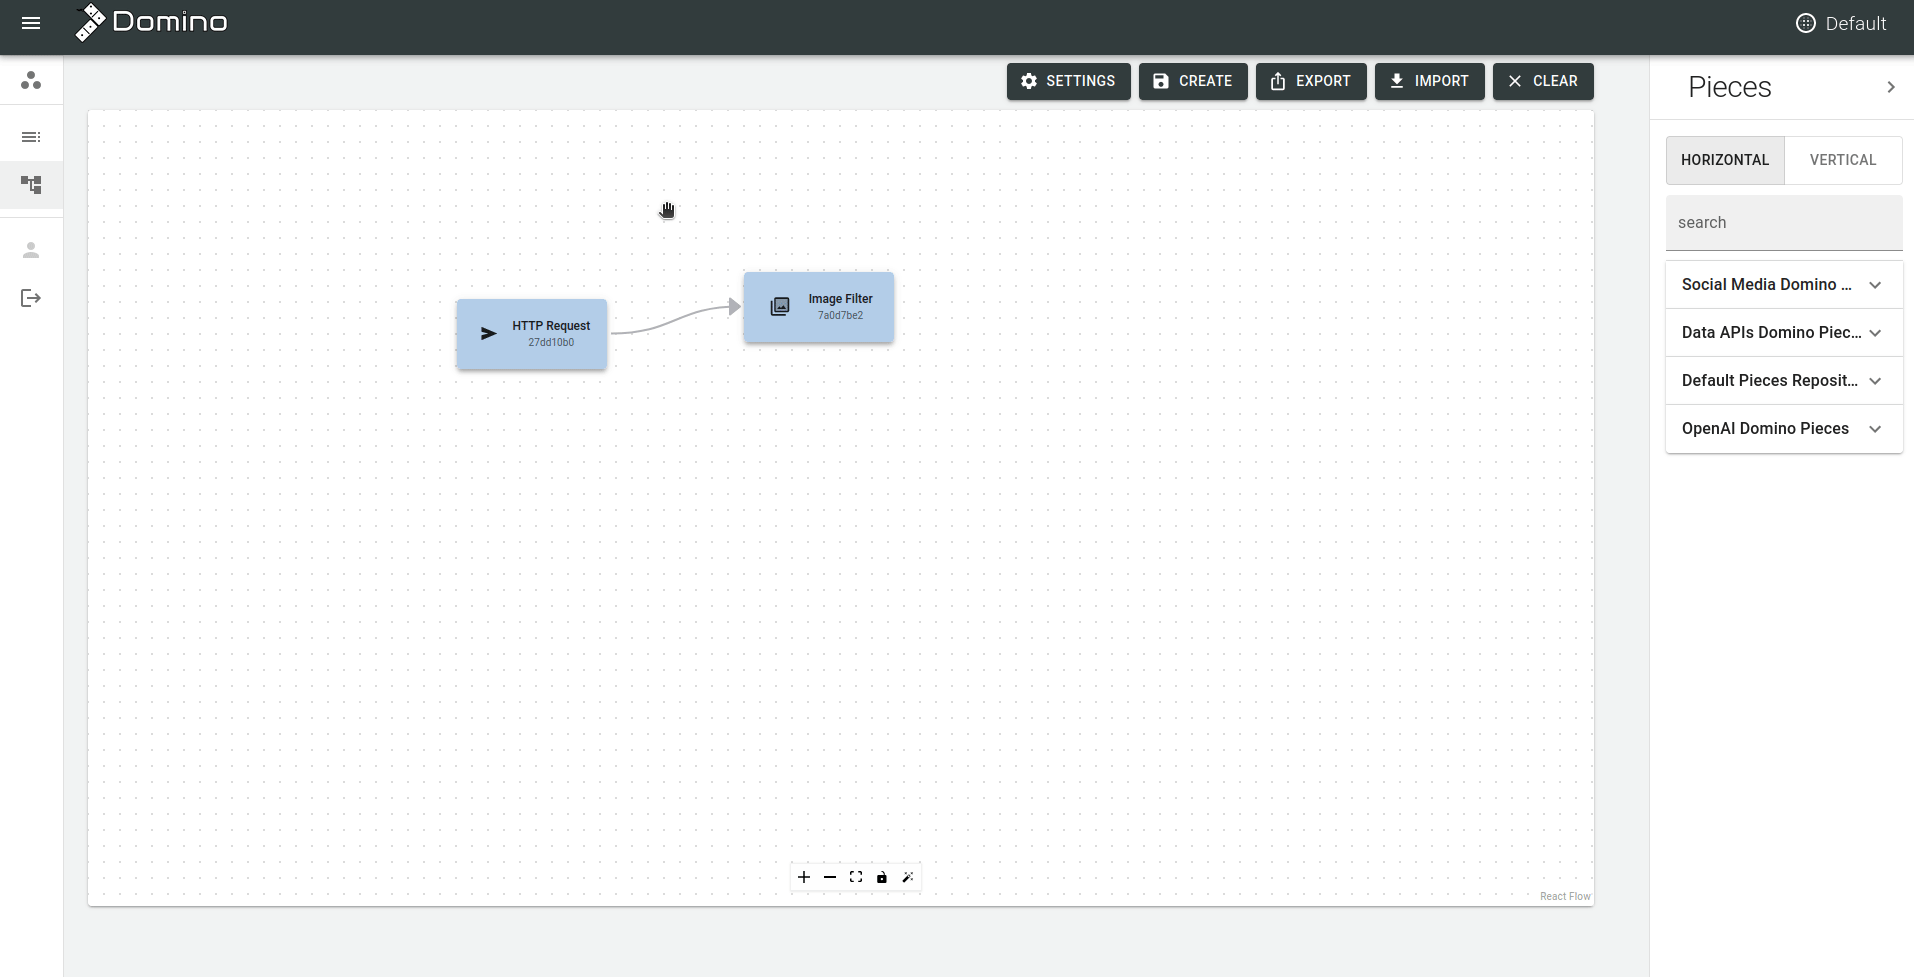 Domino
Default
SETTINGS
CREATE
EXPORT
IMPORT
CLEAR
Pieces
HORIZONTAL
VERTICAL
search
Social Media Domino ...
Data APIs Domino Piec...
Default Pieces Reposit...
OpenAI Domino Pieces
HTTP Request
27dd10b0
Image Filter
7a0d7be2
React Flow